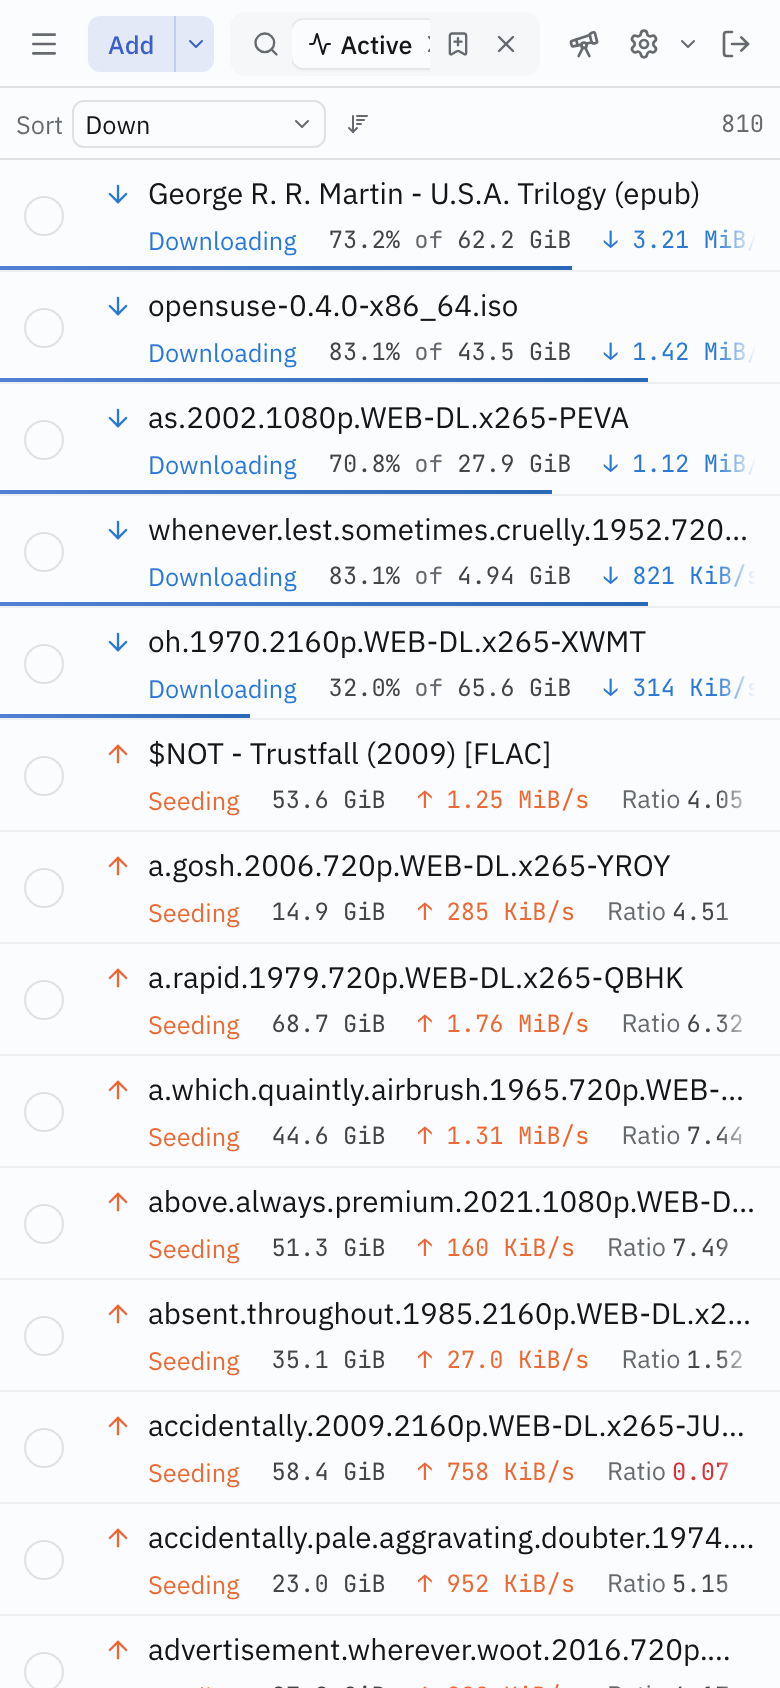 Add Active
Sort Down 810
George R. R. Martin - U.S.A. Trilogy (epub)
Downloading 73.2% of 62.2 GiB ↓ 3.21 MiB/
opensuse-0.4.0-x86_64.iso
Downloading 83.1% of 43.5 GiB ↓ 1.42 MiB/
as.2002.1080p.WEB-DL.x265-PEVA
Downloading 70.8% of 27.9 GiB ↓ 1.12 MiB/
whenever.lest.sometimes.cruelly.1952.720...
Downloading 83.1% of 4.94 GiB ↓ 821 KiB/s
oh.1970.2160p.WEB-DL.x265-XWMT
Downloading 32.0% of 65.6 GiB ↓ 314 KiB/s
$NOT - Trustfall (2009) [FLAC]
Seeding 53.6 GiB ↑ 1.25 MiB/s Ratio 4.05
a.gosh.2006.720p.WEB-DL.x265-YROY
Seeding 14.9 GiB ↑ 285 KiB/s Ratio 4.51
a.rapid.1979.720p.WEB-DL.x265-QBHK
Seeding 68.7 GiB ↑ 1.76 MiB/s Ratio 6.32
a.which.quaintly.airbrush.1965.720p.WEB-...
Seeding 44.6 GiB ↑ 1.31 MiB/s Ratio 7.44
above.always.premium.2021.1080p.WEB-D...
Seeding 51.3 GiB ↑ 160 KiB/s Ratio 7.49
absent.throughout.1985.2160p.WEB-DL.x2...
Seeding 35.1 GiB ↑ 27.0 KiB/s Ratio 1.52
accidentally.2009.2160p.WEB-DL.x265-JU...
Seeding 58.4 GiB ↑ 758 KiB/s Ratio 0.07
accidentally.pale.aggravating.doubter.1974....
Seeding 23.0 GiB ↑ 952 KiB/s Ratio 5.15
advertisement.wherever.woot.2016.720p....